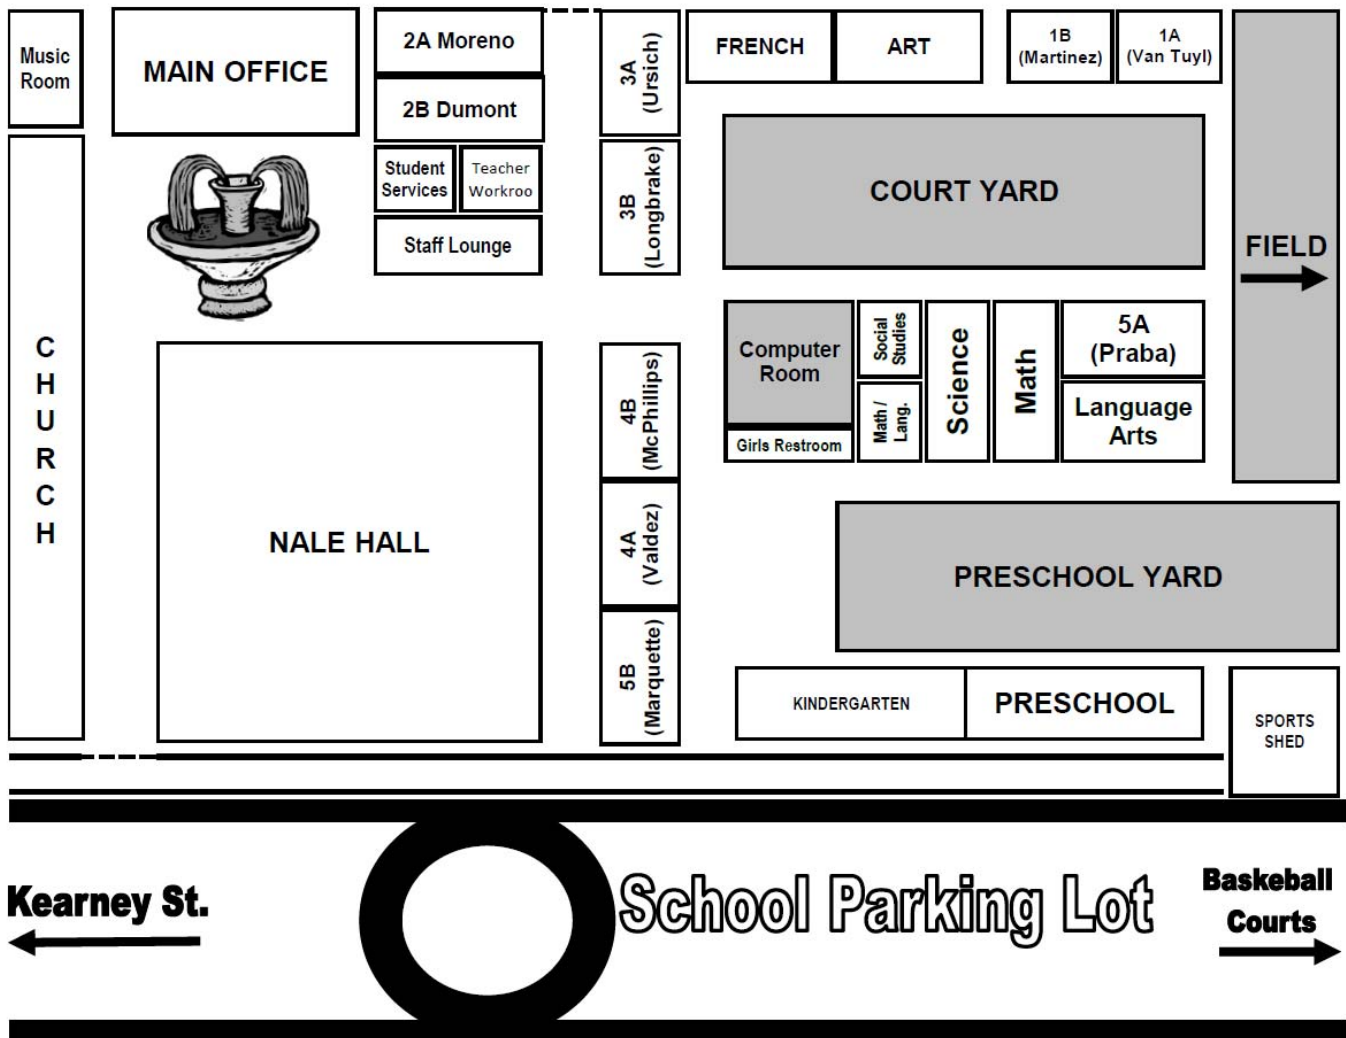 Music
Room
MAIN OFFICE
2A Moreno
2B Dumont
Student
Services
Teacher
Workroo
Staff Lounge
3A
(Ursich)
3B
(Longbrake)
FRENCH
ART
1B
(Martinez)
1A
(Van Tuyl)
COURT YARD
FIELD
C
H
U
R
C
H
NALE HALL
4B
(McPhillips)
4A
(Valdez)
5B
(Marquette)
Computer
Room
Girls Restroom
Social
Studies
Math /
Lang.
Science
Math
5A
(Praba)
Language
Arts
PRESCHOOL YARD
KINDERGARTEN
PRESCHOOL
SPORTS
SHED
Kearney St.
School Parking Lot
Baskeball
Courts